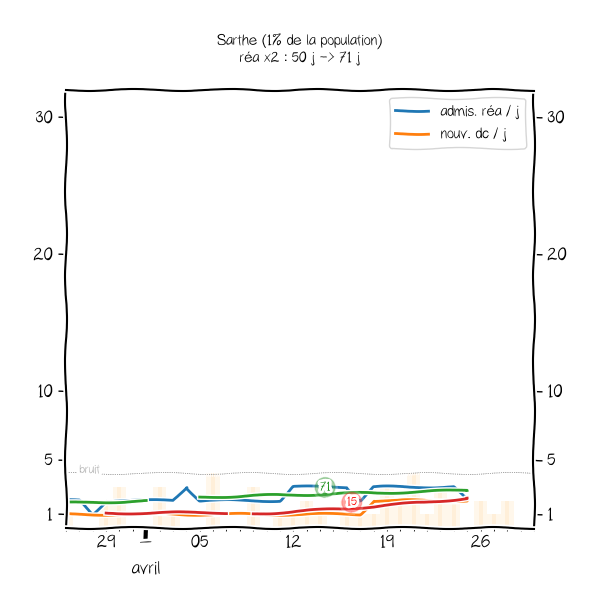 Sarthe (1% de la population)
réa x2 : 50 j -> 71 j
admis. réa / j
nouv. dc / j
30
30
20
20
10
10
5
5
bruit
71
15
1
1
29
05
12
19
26
avril